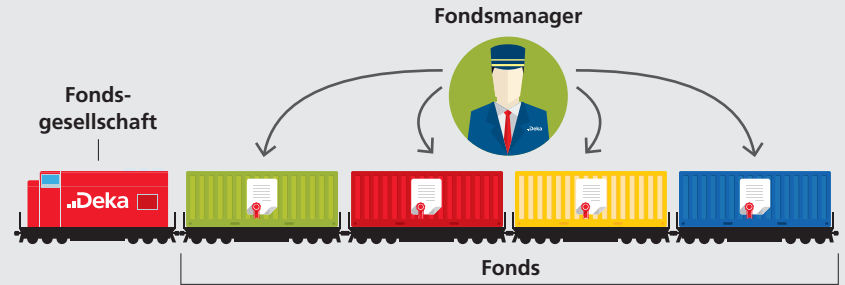 Fondsmanager
Fonds-
gesellschaft
Deka
Deka
Fonds